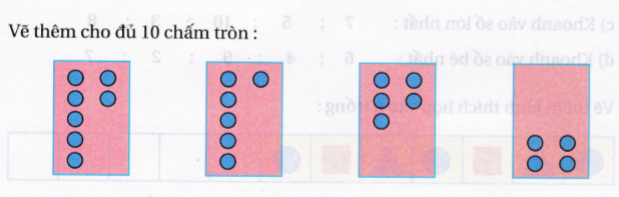 Vẽ thêm cho đủ 10 chấm tròn :